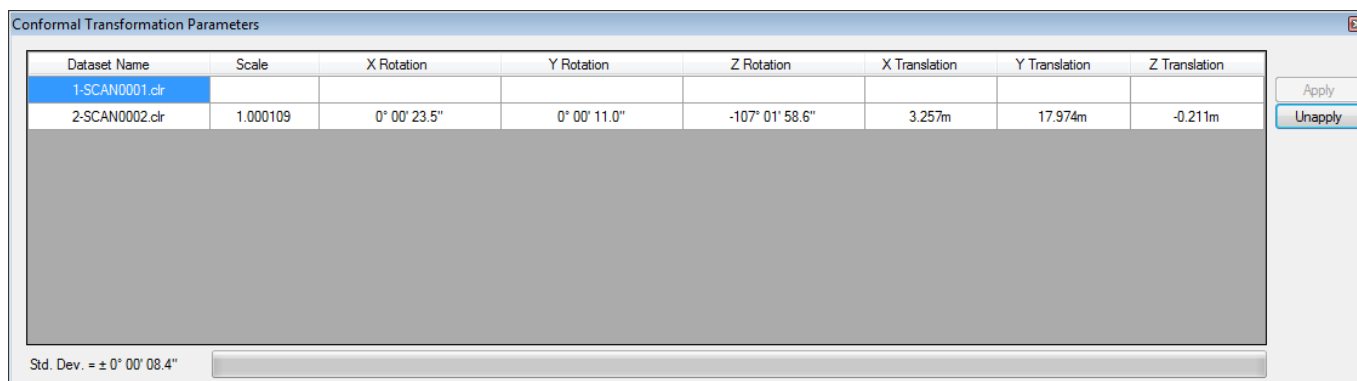 Conformal Transformation Parameters
Dataset Name Scale X Rotation Y Rotation Z Rotation X Translation Y Translation Z Translation
1-SCAN0001.clr
Apply
2-SCAN0002.clr 1.000109 0° 00' 23.5" 0° 00' 11.0" -107° 01' 58.6" 3.257m 17.974m -0.211m
Unapply
Std. Dev. = ± 0° 00' 08.4"